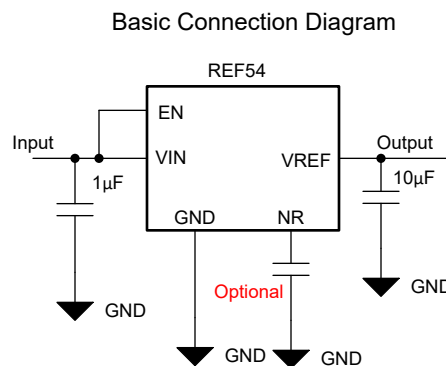 Basic Connection Diagram
REF54
EN
Input
VIN
VREF
Output
1µF
10µF
GND
NR
Optional
GND
GND
GND
GND